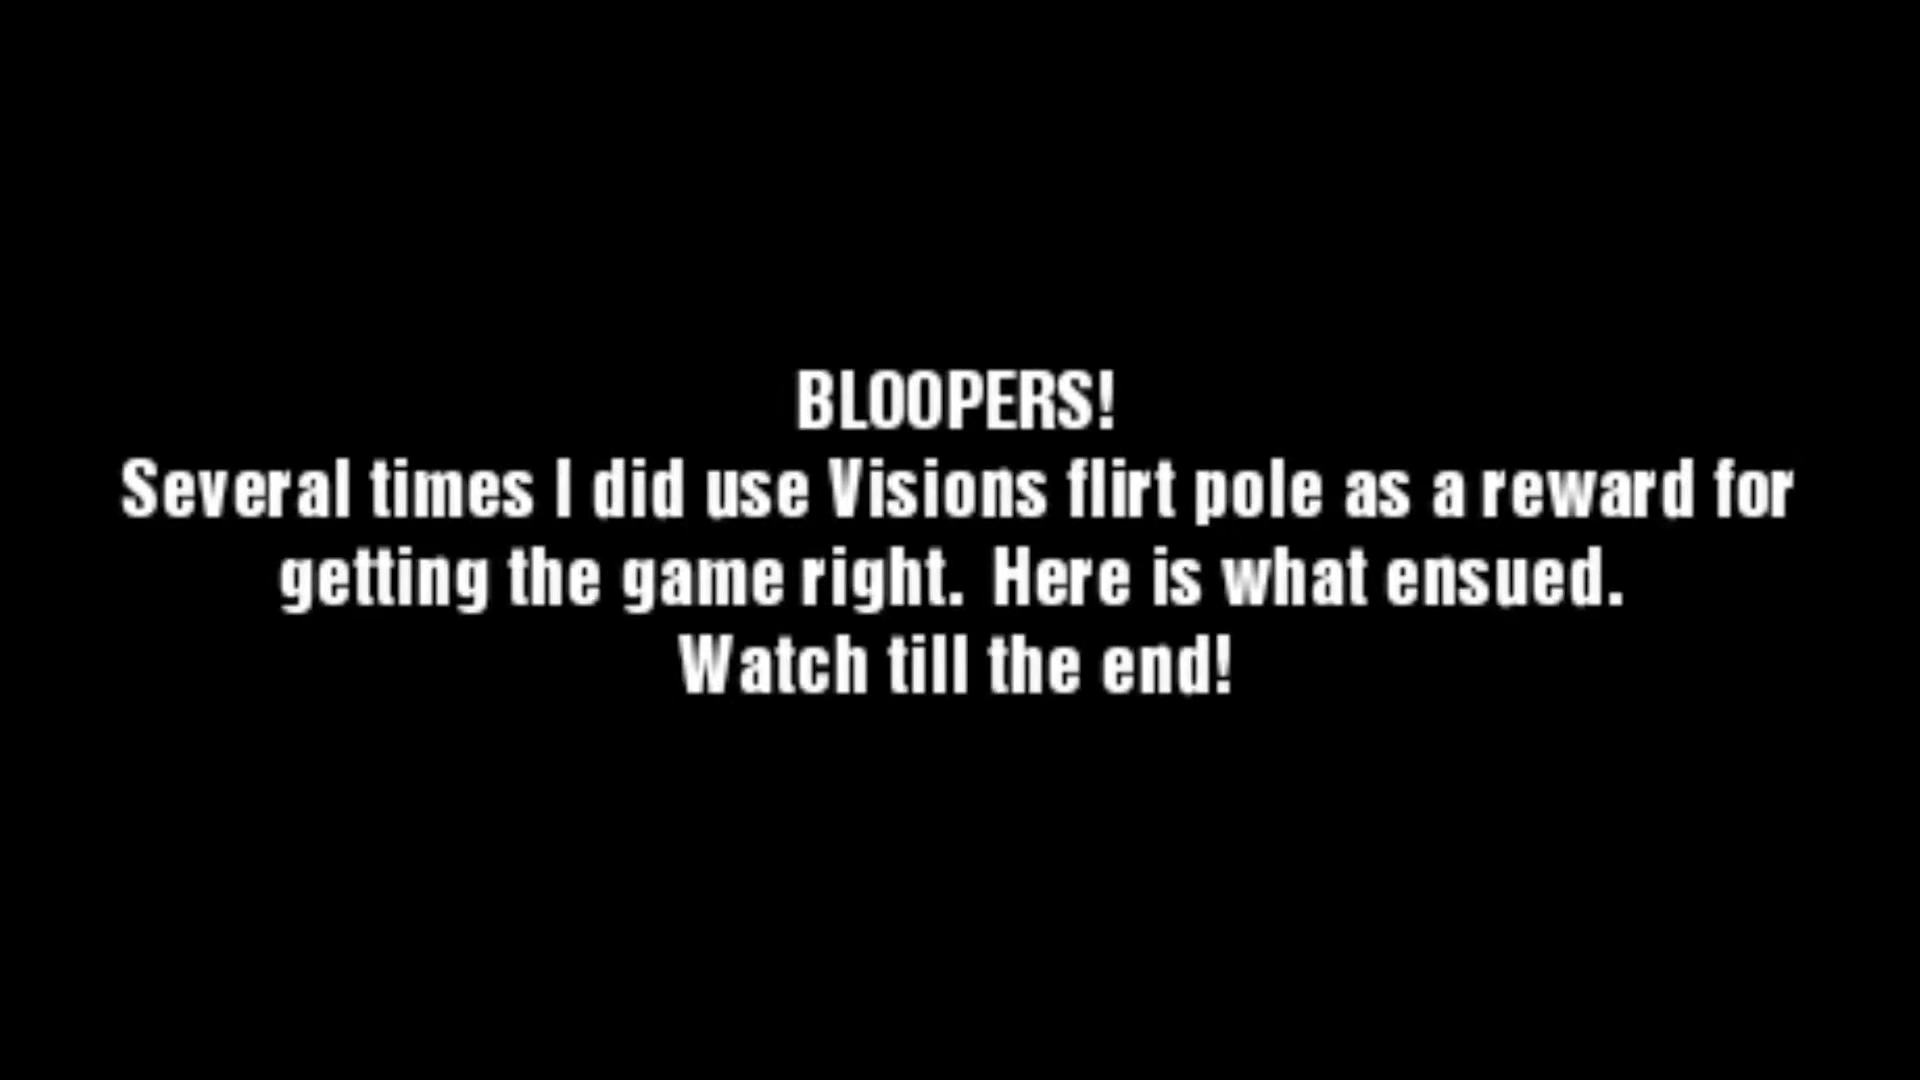 BLOOPERS!
Several times I did use Visions flirt pole as a reward for
getting the game right.  Here is what ensued.
Watch till the end!